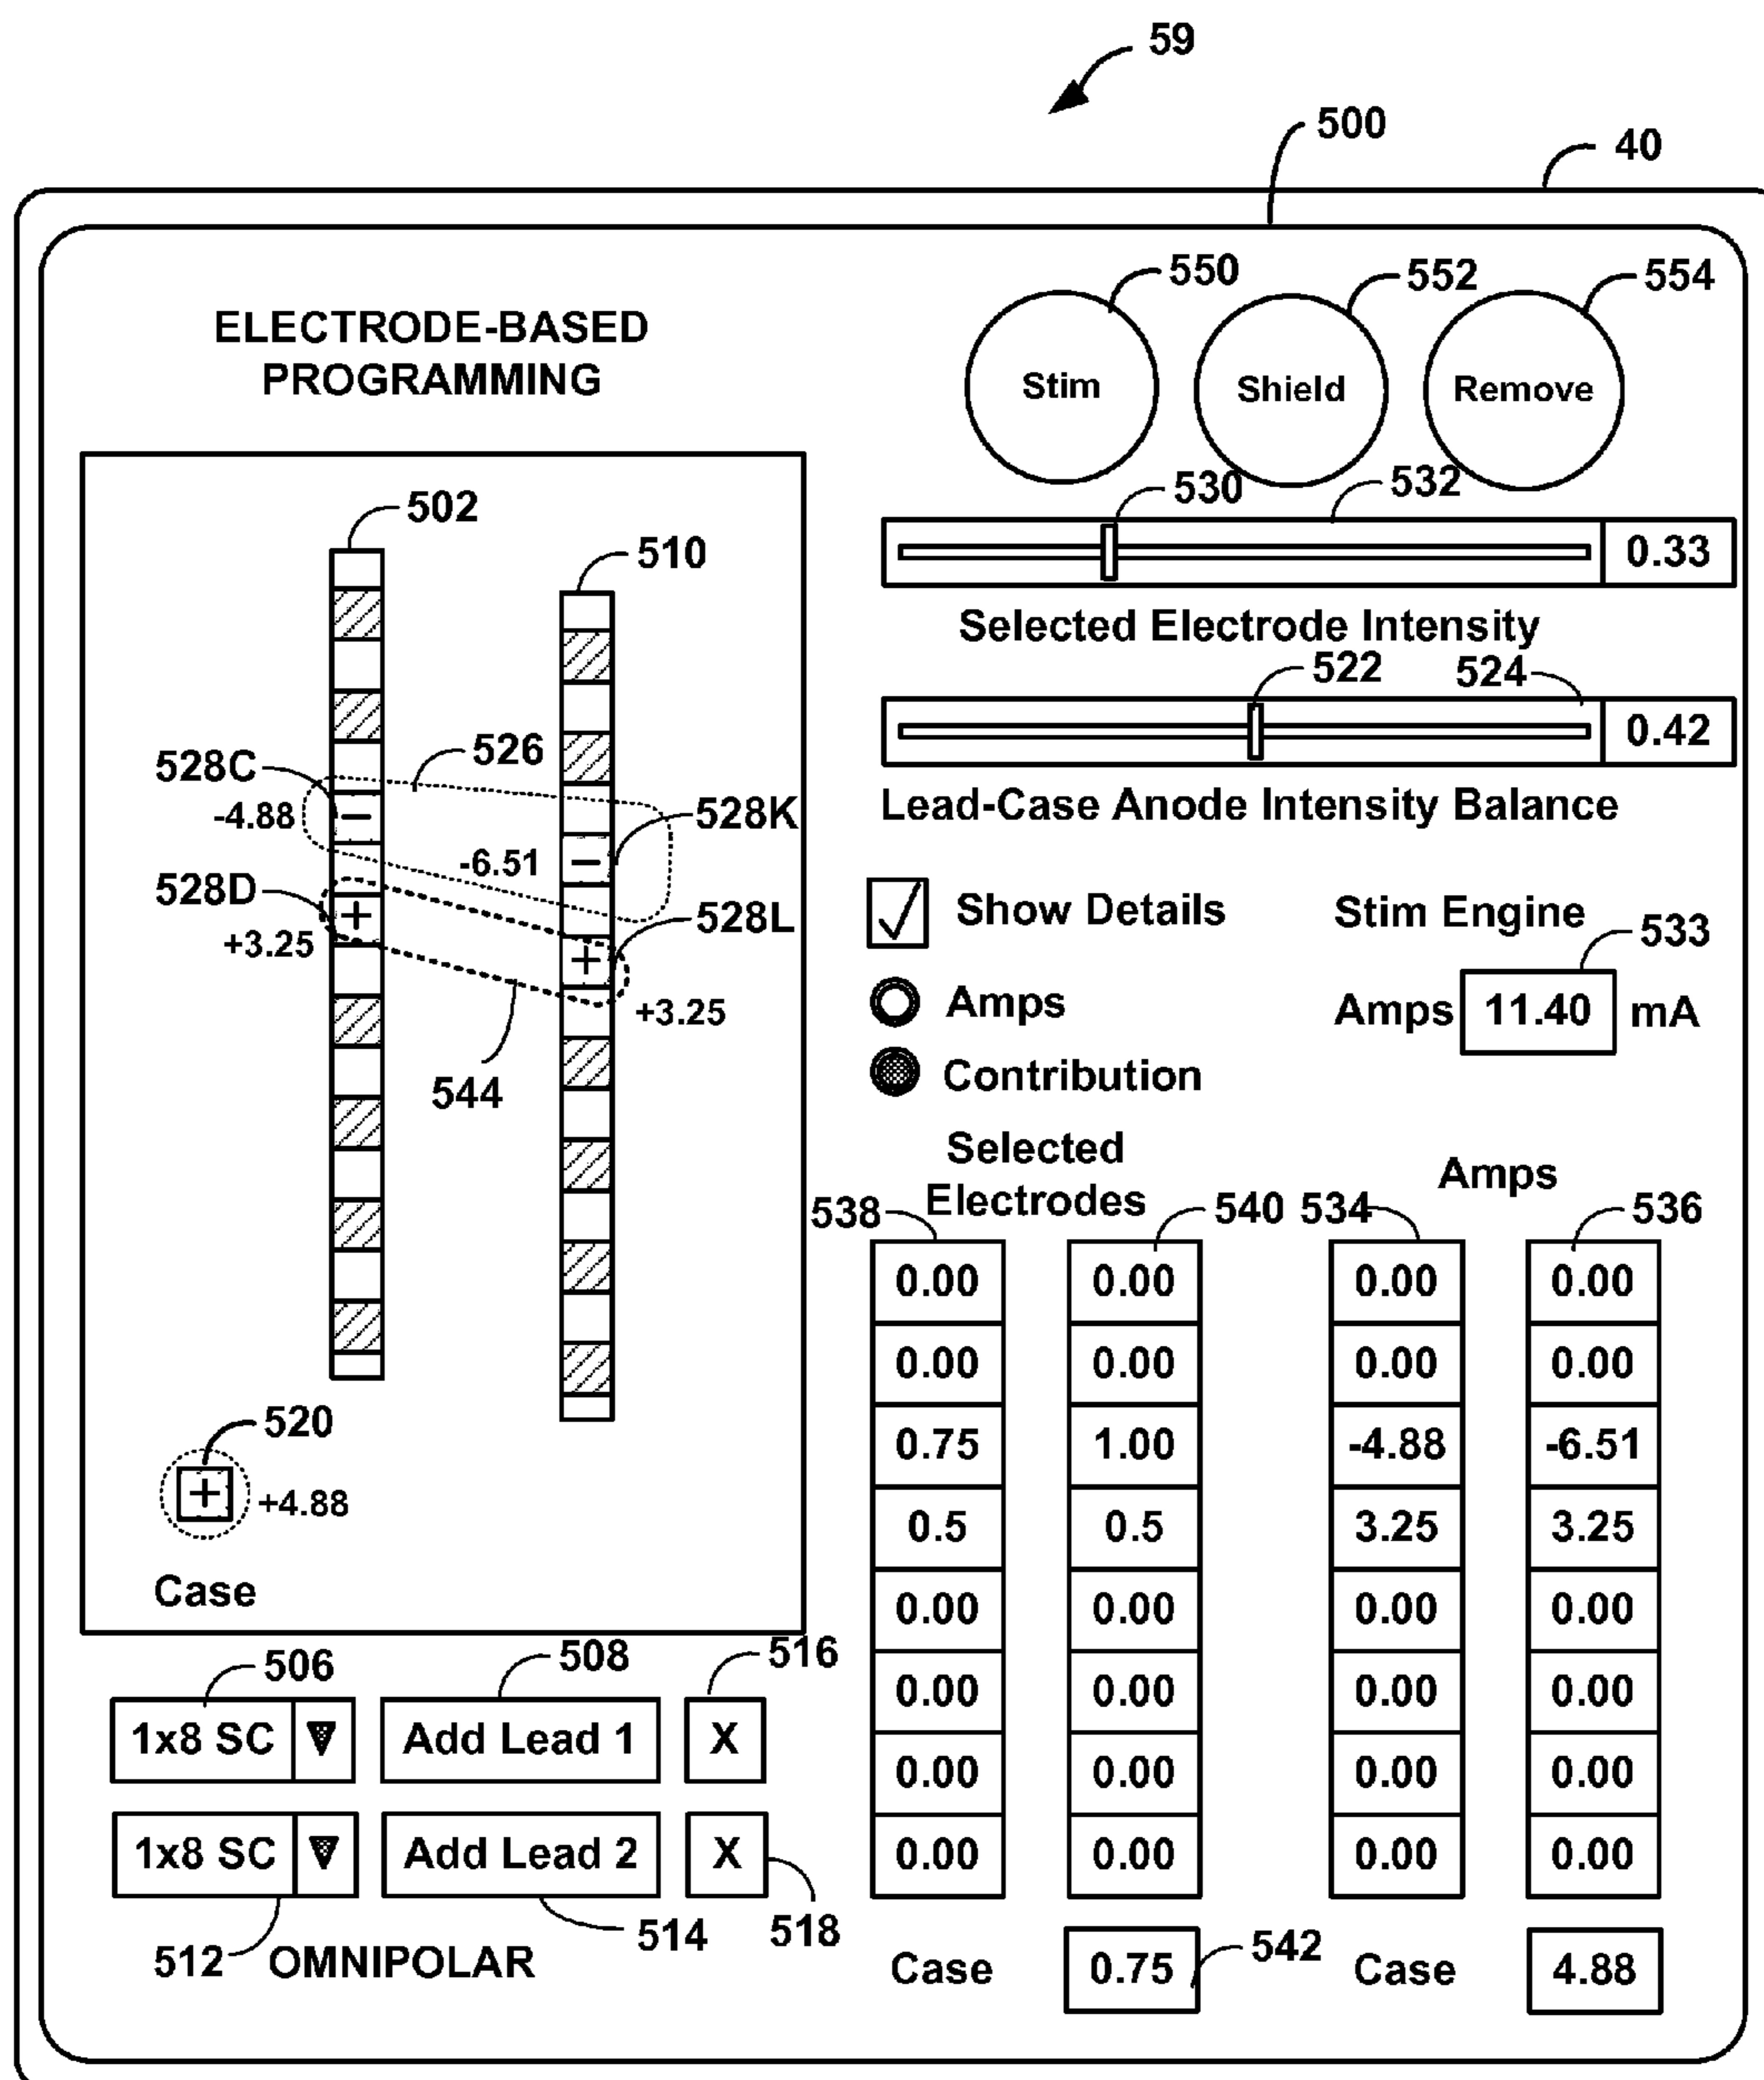 59
500
40
550
552
554
ELECTRODE-BASED
PROGRAMMING
Stim
Shield
Remove
530
532
502
510
0.33
Selected Electrode Intensity
522
524
0.42
Lead-Case Anode Intensity Balance
526
528C
-4.88
−
528K
-6.51
−
528D
+
+3.25
528L
+
+3.25
544
Show Details
Stim Engine
533
Amps
Amps 11.40 mA
Contribution
Selected
Electrodes
Amps
538
540
534
536
0.00 0.00 0.00 0.00
0.00 0.00 0.00 0.00
0.75 1.00 -4.88 -6.51
0.5 0.5 3.25 3.25
0.00 0.00 0.00 0.00
0.00 0.00 0.00 0.00
0.00 0.00 0.00 0.00
0.00 0.00 0.00 0.00
Case 0.75 542 Case 4.88
520
+ +4.88
Case
506
508
516
1x8 SC Add Lead 1 X
1x8 SC Add Lead 2 X
512
514
518
OMNIPOLAR